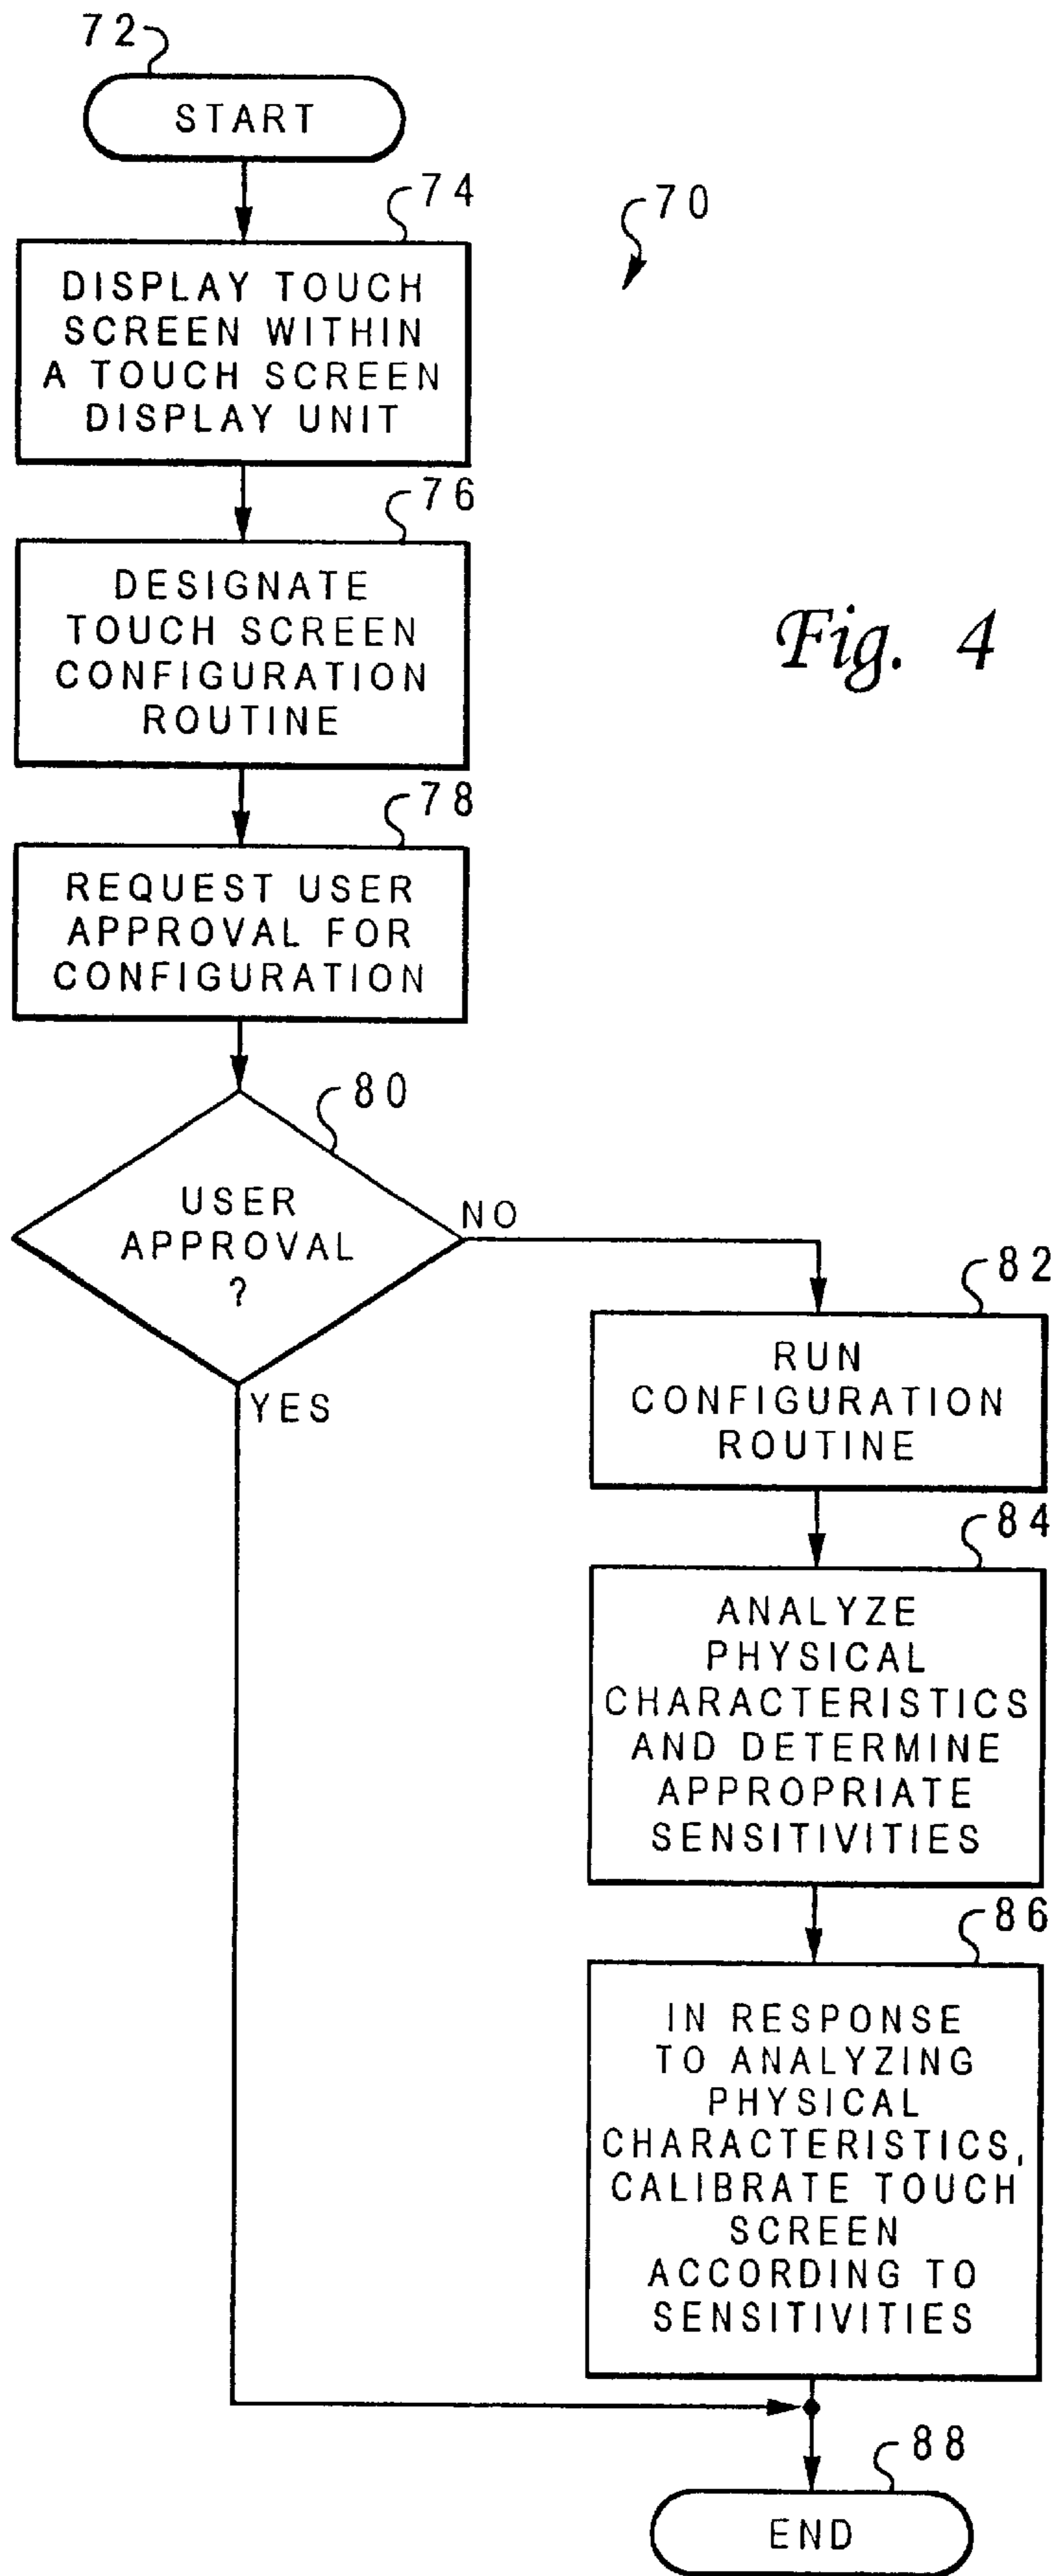 72
START
74
70
DISPLAY TOUCH
SCREEN WITHIN
A TOUCH SCREEN
DISPLAY UNIT
76
DESIGNATE
TOUCH SCREEN
CONFIGURATION
ROUTINE
Fig. 4
78
REQUEST USER
APPROVAL FOR
CONFIGURATION
80
USER
APPROVAL
?
NO
YES
82
RUN
CONFIGURATION
ROUTINE
84
ANALYZE
PHYSICAL
CHARACTERISTICS
AND DETERMINE
APPROPRIATE
SENSITIVITIES
86
IN RESPONSE
TO ANALYZING
PHYSICAL
CHARACTERISTICS,
CALIBRATE TOUCH
SCREEN
ACCORDING TO
SENSITIVITIES
88
END